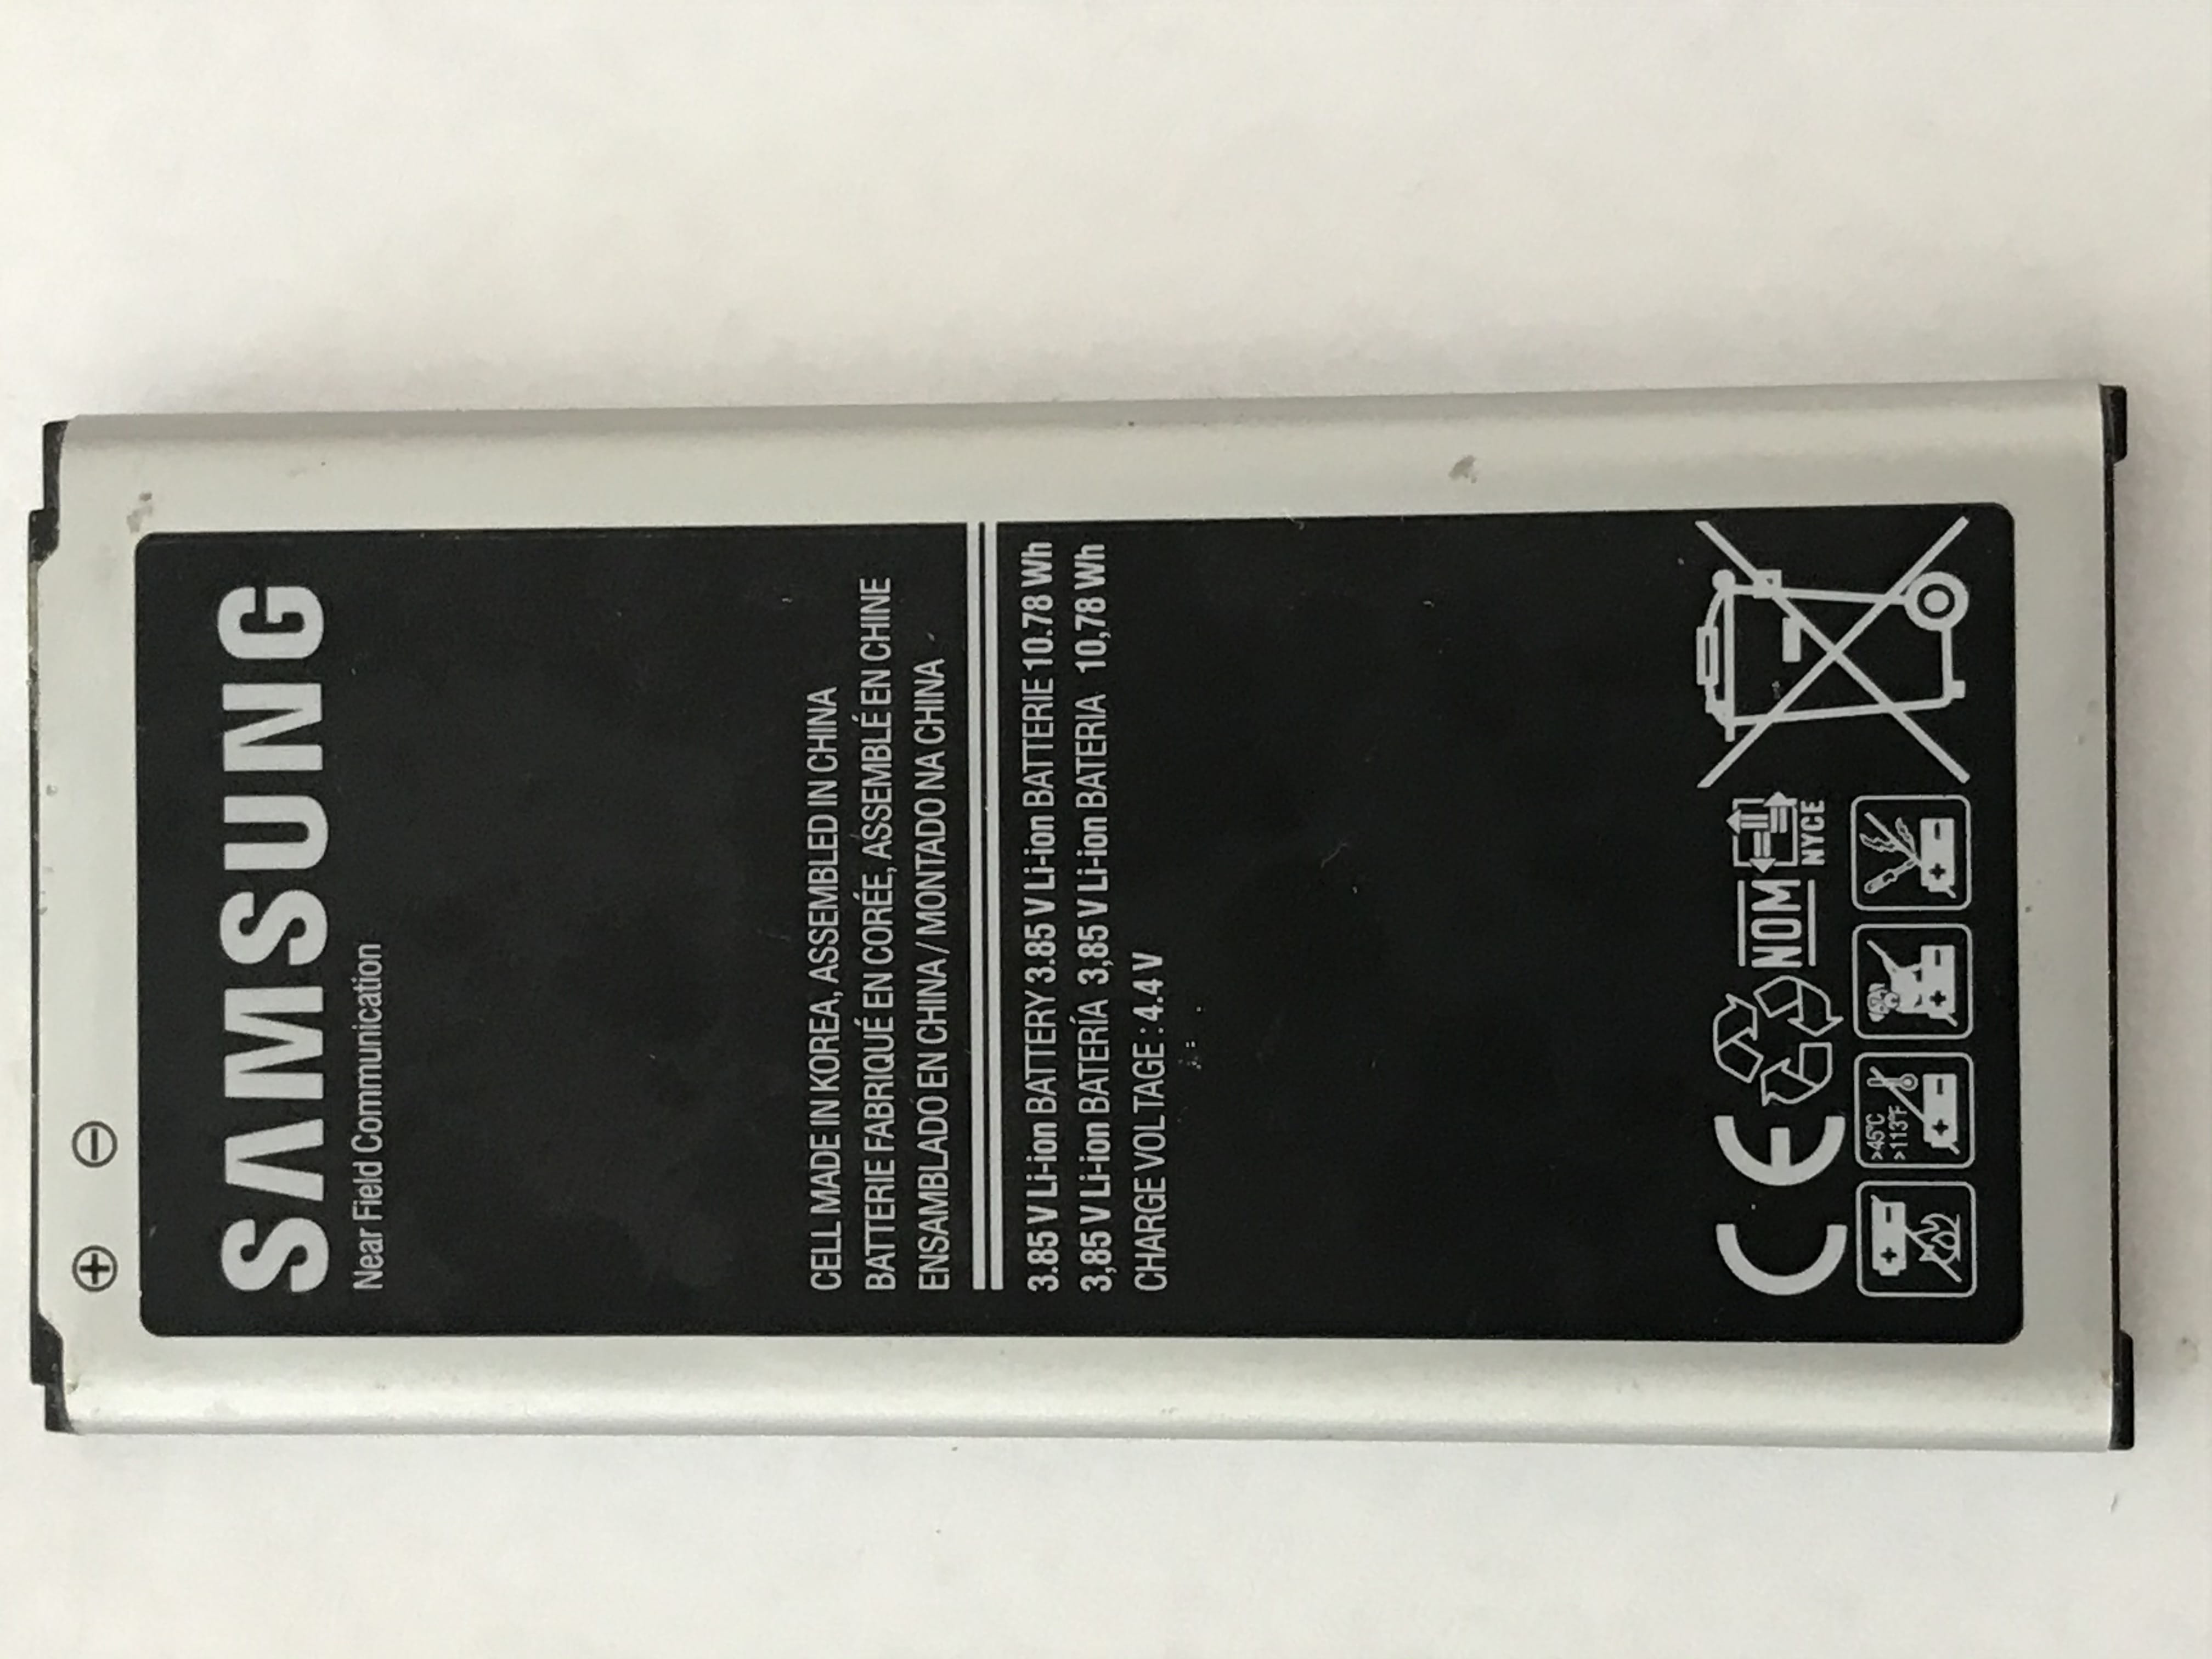 SAMSUNG
Near Field Communication
CELL MADE IN KOREA, ASSEMBLED IN CHINA
BATTERIE FABRIQUÉ EN CORÉE, ASSEMBLÉ EN CHINE
ENSAMBLADO EN CHINA / MONTADO NA CHINA
3.85 V Li-ion BATTERY 3.85 V Li-ion BATTERIE 10.78 Wh
3,85 V Li-ion BATERÍA 3,85 V Li-ion BATERIA 10,78 Wh
CHARGE VOLTAGE : 4.4 V
CE NOM NYCE
>45°C
>113°F